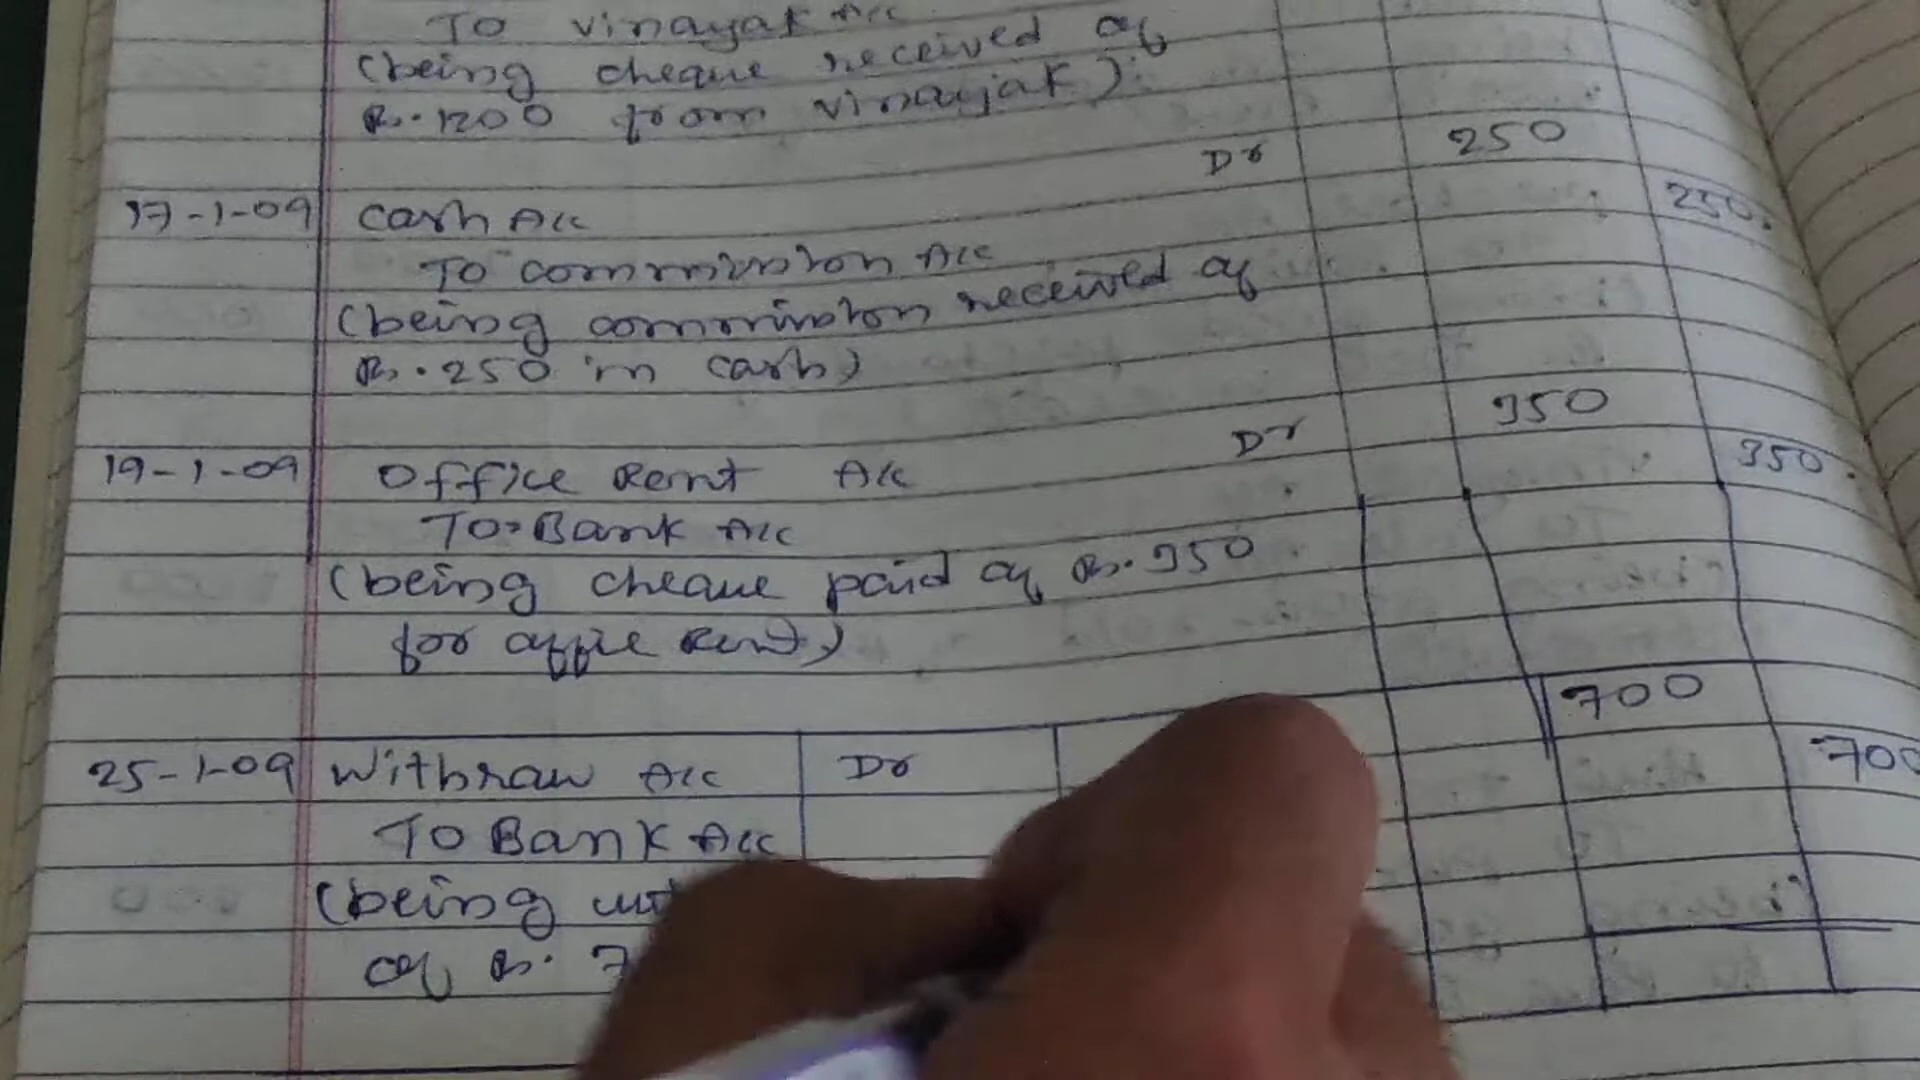 To vinayak A/c
(being cheque received of
Rs. 1200 from vinayak)
Dr 250
17-1-09 Cash A/c 250
To commission A/c
(being commission received of
Rs. 250 in cash)
Dr 350
19-1-09 Office Rent A/c 350
To Bank A/c
(being cheque paid of Rs. 350
for office Rent)
700
25-1-09 Withraw A/c Dr 700
To Bank A/c
(being
of Rs. 7